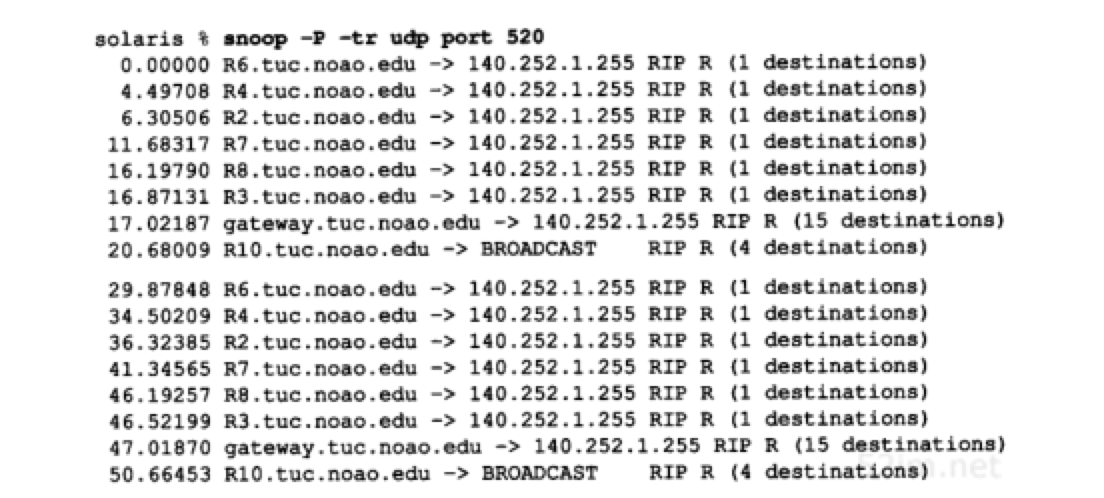 solaris % snoop -P -tr udp port 520
0.00000 R6.tuc.noao.edu -> 140.252.1.255 RIP R (1 destinations)
4.49708 R4.tuc.noao.edu -> 140.252.1.255 RIP R (1 destinations)
6.30506 R2.tuc.noao.edu -> 140.252.1.255 RIP R (1 destinations)
11.68317 R7.tuc.noao.edu -> 140.252.1.255 RIP R (1 destinations)
16.19790 R8.tuc.noao.edu -> 140.252.1.255 RIP R (1 destinations)
16.87131 R3.tuc.noao.edu -> 140.252.1.255 RIP R (1 destinations)
17.02187 gateway.tuc.noao.edu -> 140.252.1.255 RIP R (15 destinations)
20.68009 R10.tuc.noao.edu -> BROADCAST RIP R (4 destinations)
29.87848 R6.tuc.noao.edu -> 140.252.1.255 RIP R (1 destinations)
34.50209 R4.tuc.noao.edu -> 140.252.1.255 RIP R (1 destinations)
36.32385 R2.tuc.noao.edu -> 140.252.1.255 RIP R (1 destinations)
41.34565 R7.tuc.noao.edu -> 140.252.1.255 RIP R (1 destinations)
46.19257 R8.tuc.noao.edu -> 140.252.1.255 RIP R (1 destinations)
46.52199 R3.tuc.noao.edu -> 140.252.1.255 RIP R (1 destinations)
47.01870 gateway.tuc.noao.edu -> 140.252.1.255 RIP R (15 destinations)
50.66453 R10.tuc.noao.edu -> BROADCAST RIP R (4 destinations)